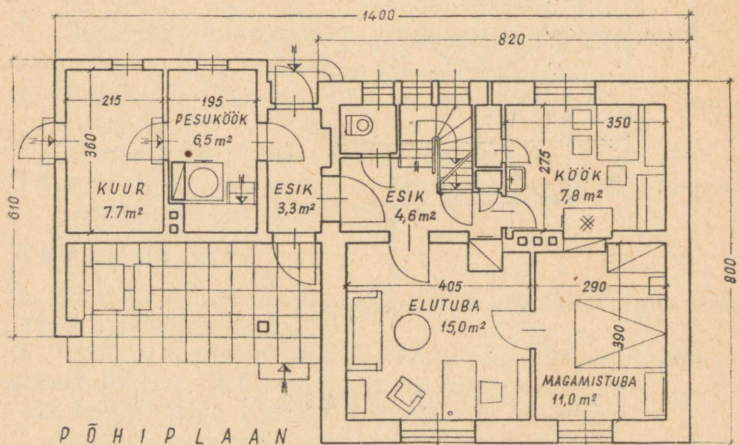 1400
820
215
195
PESUKÖÖK
6,5 m²
360
KUUR
7.7 m²
ESIK
3,3 m²
ESIK
4,6 m²
350
275
KÖÖK
7,8 m²
610
800
405
ELUTUBA
15,0 m²
290
390
MAGAMISTUBA
11,0 m²
PÕHIPLAAN